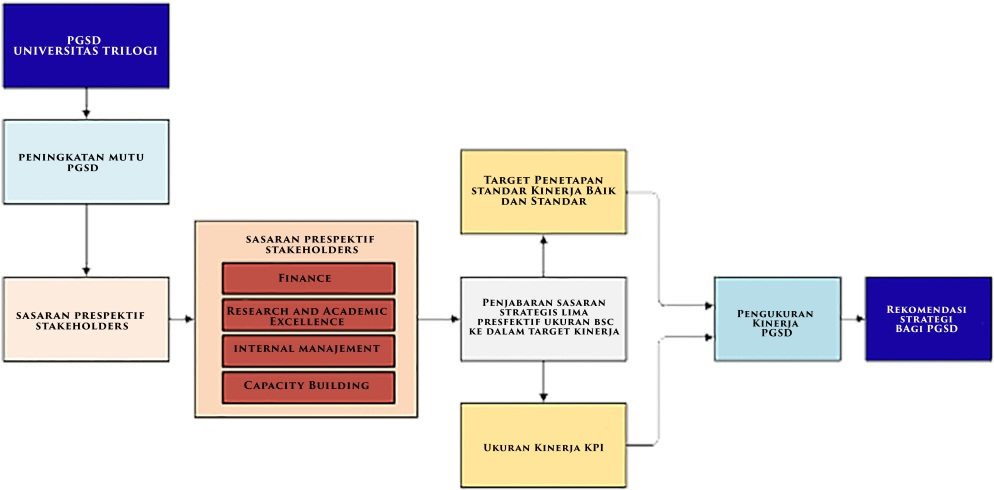 PGSD
UNIVERSITAS TRILOGI
PENINGKATAN MUTU
PGSD
SASARAN PRESPEKTIF
STAKEHOLDERS
SASARAN PRESPEKTIF
STAKEHOLDERS
FINANCE
RESEARCH AND ACADEMIC
EXCELLENCE
INTERNAL MANAJEMENT
CAPACITY BUILDING
TARGET PENETAPAN
STANDAR KINERJA BAIK
DAN STANDAR
PENJABARAN SASARAN
STRATEGIS LIMA
PRESFEKTIF UKURAN BSC
KE DALAM TARGET KINERJA
UKURAN KINERJA KPI
PENGUKURAN
KINERJA
PGSD
REKOMENDASI
STRATEGI
BAGI PGSD